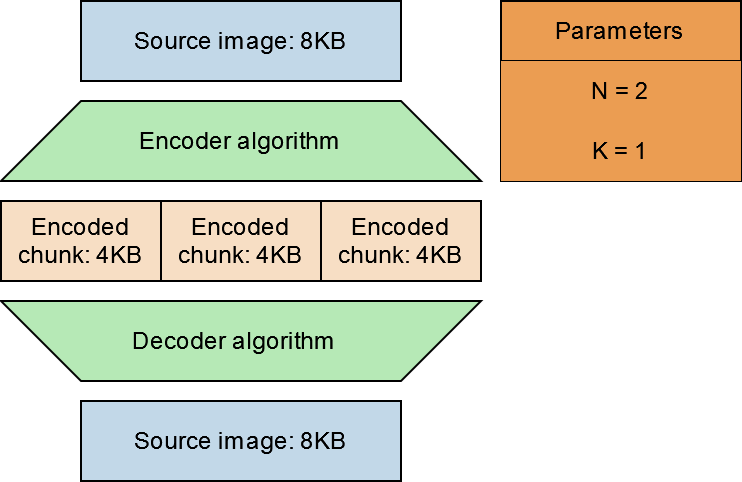 Source image: 8KB
Parameters
N = 2
Encoder algorithm
K = 1
Encoded
chunk: 4KB
Encoded
chunk: 4KB
Encoded
chunk: 4KB
Decoder algorithm
Source image: 8KB